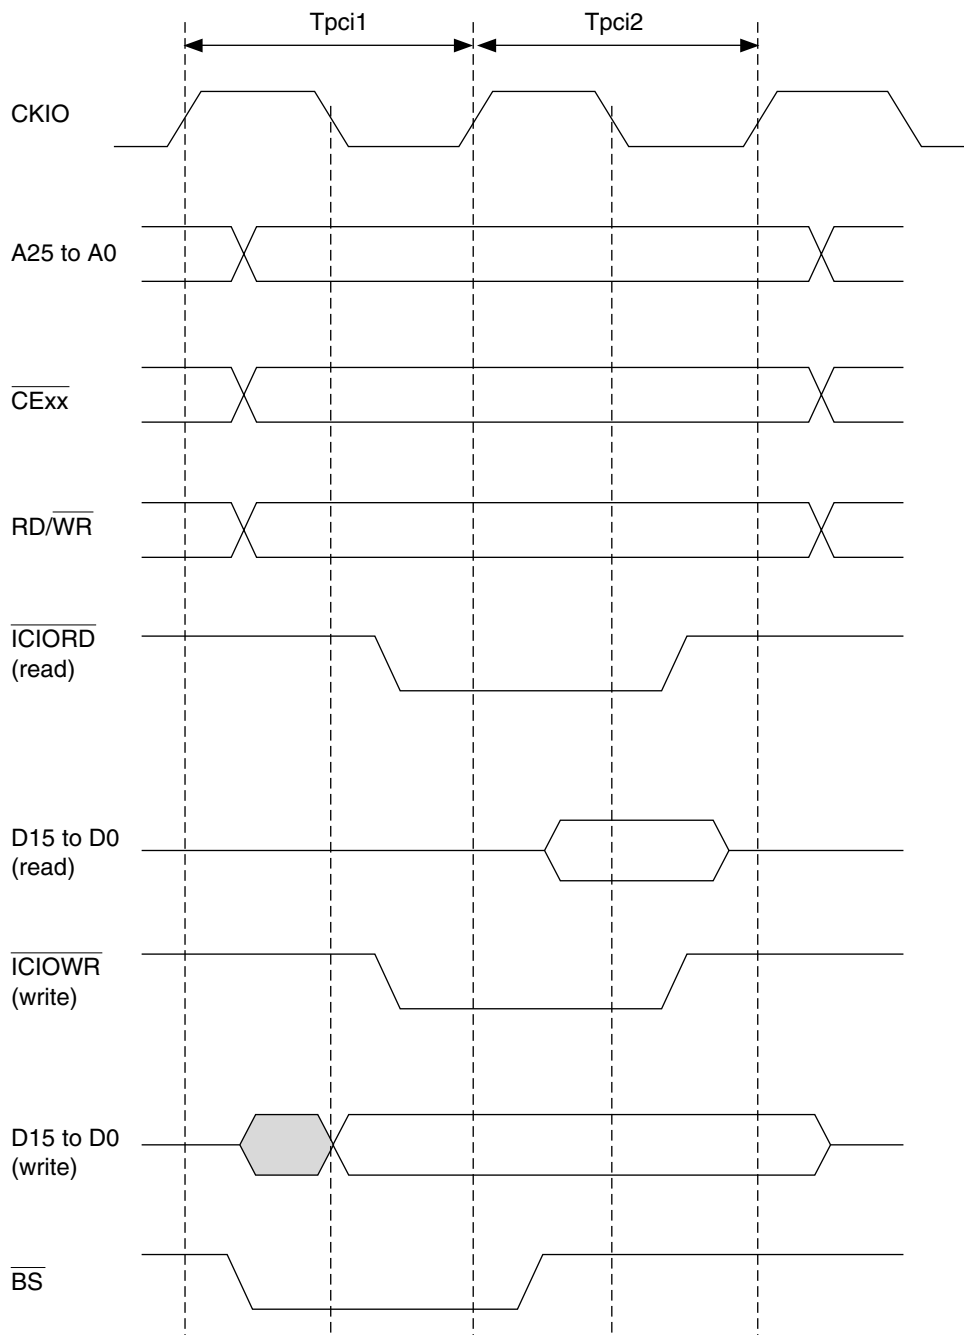 Tpci1 Tpci2
CKIO
A25 to A0
CExx
RD/WR
ICIORD
(read)
D15 to D0
(read)
ICIOWR
(write)
D15 to D0
(write)
BS